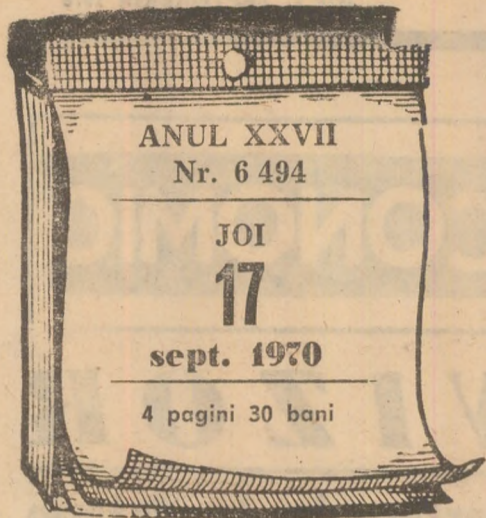 ANUL XXVII
Nr. 6 494
JOI
17
sept. 1970
4 pagini 30 bani